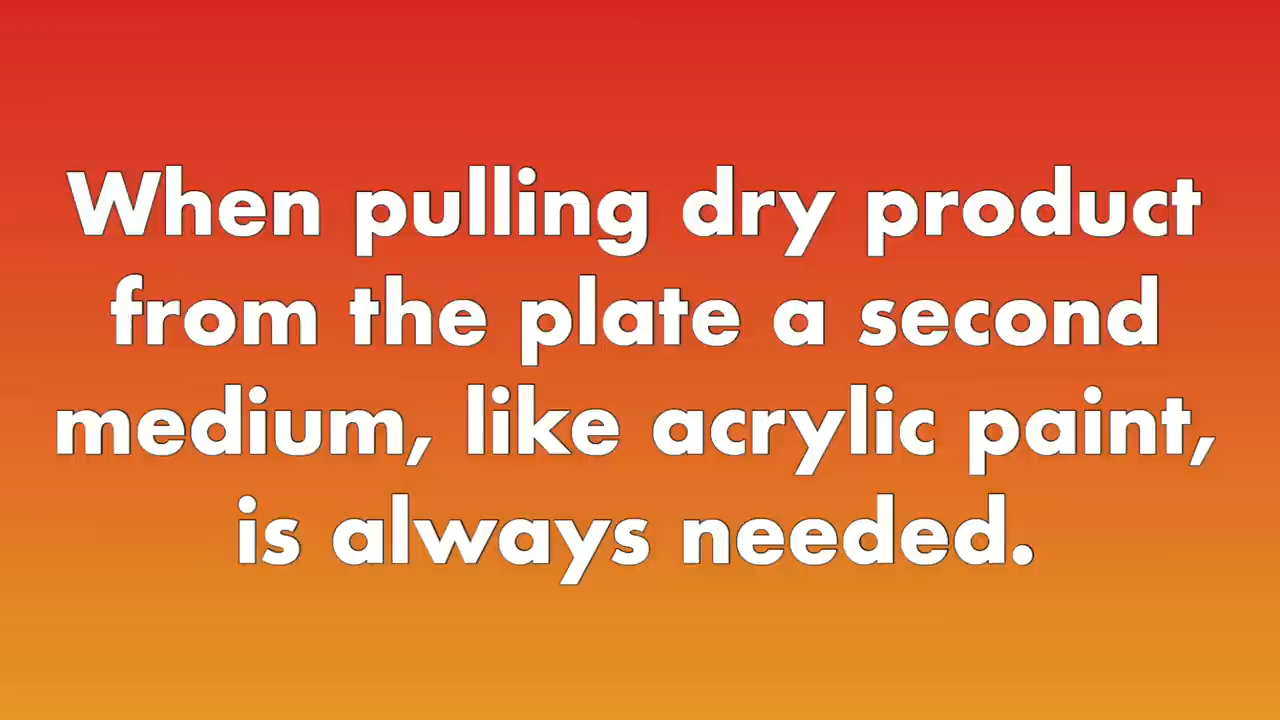 When pulling dry product
from the plate a second
medium, like acrylic paint,
is always needed.